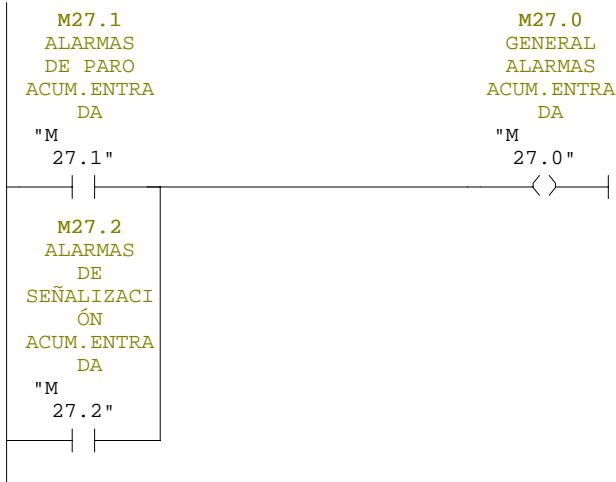 M27.1
ALARMAS
DE PARO
ACUM.ENTRA
DA
"M
27.1"
M27.0
GENERAL
ALARMAS
ACUM.ENTRA
DA
"M
27.0"
M27.2
ALARMAS
DE
SEÑALIZACI
ÓN
ACUM.ENTRA
DA
"M
27.2"